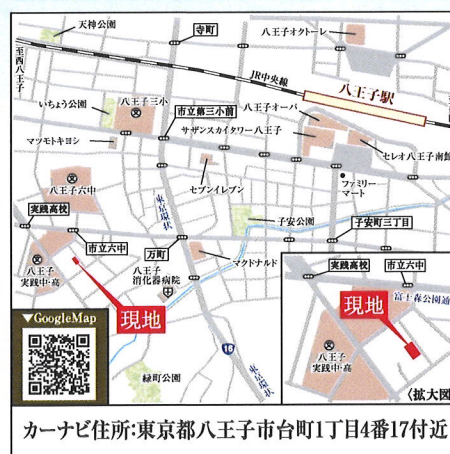 天神公園
寺町
八王子オクトーレ
至西八王子
JR中央線
八王子駅
いちょう公園
八王子三小
市立第三小前
八王子オーパ
マツモトキヨシ
サザンスカイタワー八王子
セレオ八王子南館
セブンイレブン
ファミリー
マート
八王子六中
実践高校
東京環状
子安公園
子安町三丁目
市立六中
万町
マクドナルド
八王子
実践中・高
八王子
消化器病院
現地
▼GoogleMap
16
東京環状
緑町公園
実践高校
市立六中
富士森公園通
現地
八王子
実践中・高
〈拡大図
カーナビ住所:東京都八王子市台町1丁目4番17付近